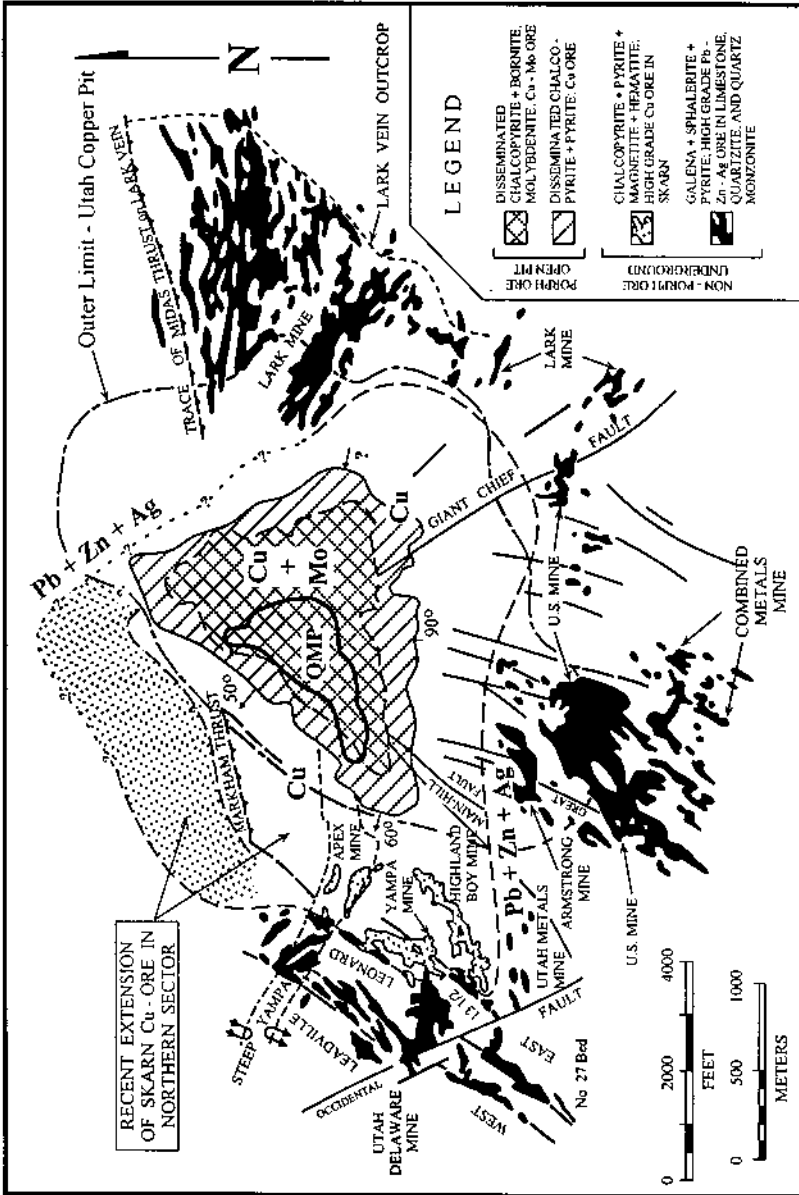 Outer Limit - Utah Copper Pit
N
TRACE OF MIDAS THRUST on LARK VEIN
LARK VEIN OUTCROP
LARK MINE
Pb + Zn + Ag
?
?
?
?
?
?
RECENT EXTENSION
OF SKARN Cu - ORE IN
NORTHERN SECTOR
MARKHAM THRUST
50°
Cu
+
Mo
QMP
Cu
Cu
90°
GIANT CHIEF
FAULT
LARK
MINE
APEX
MINE
60°
YAMPA
MINE
HIGHLAND
BOY MINE
MAIN HILL
FAULT
GREAT
Pb + Zn + Ag
STEEP
YAMPA
LEADVILLE
LEONARD
13 1/2
OCCIDENTAL
FAULT
UTAH
DELAWARE
MINE
WEST
EAST
No 27 Bed
UTAH METALS
MINE
ARMSTRONG
MINE
U.S. MINE
U.S. MINE
COMBINED
METALS
MINE
LEGEND
PORPH ORE
OPEN PIT
DISSEMINATED
CHALCOPYRITE + BORNITE,
MOLYBDENITE, Cu - Mo ORE
DISSEMINATED CHALCO -
PYRITE + PYRITE; Cu ORE
NON - PORPH ORE
UNDERGROUND
CHALCOPYRITE + PYRITE +
MAGNETITE + HEMATITE;
HIGH GRADE Cu ORE IN
SKARN
GALENA + SPHALERITE +
PYRITE; HIGH GRADE Pb -
Zn - Ag ORE IN LIMESTONE,
QUARTZITE, AND QUARTZ
MONZONITE
0 2000 4000
FEET
0 500 1000
METERS